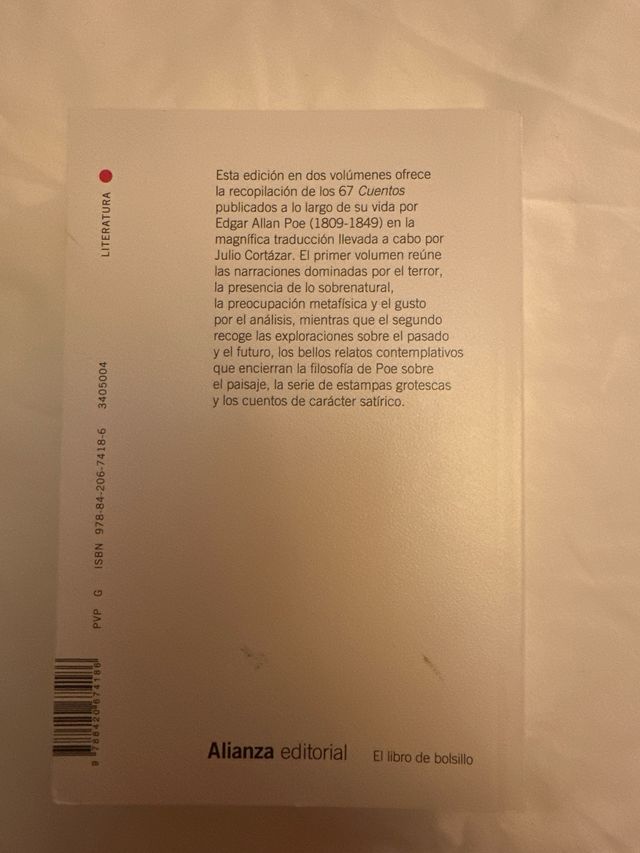 Esta edición en dos volúmenes ofrece
la recopilación de los 67 Cuentos
publicados a lo largo de su vida por
Edgar Allan Poe (1809-1849) en la
magnífica traducción llevada a cabo por
Julio Cortázar. El primer volumen reúne
las narraciones dominadas por el terror,
la presencia de lo sobrenatural,
la preocupación metafísica y el gusto
por el análisis, mientras que el segundo
recoge las exploraciones sobre el pasado
y el futuro, los bellos relatos contemplativos
que encierran la filosofía de Poe sobre
el paisaje, la serie de estampas grotescas
y los cuentos de carácter satírico.
LITERATURA
PVP G ISBN 978-84-206-7418-6 3405004
9 788420 674186
Alianza editorial El libro de bolsillo